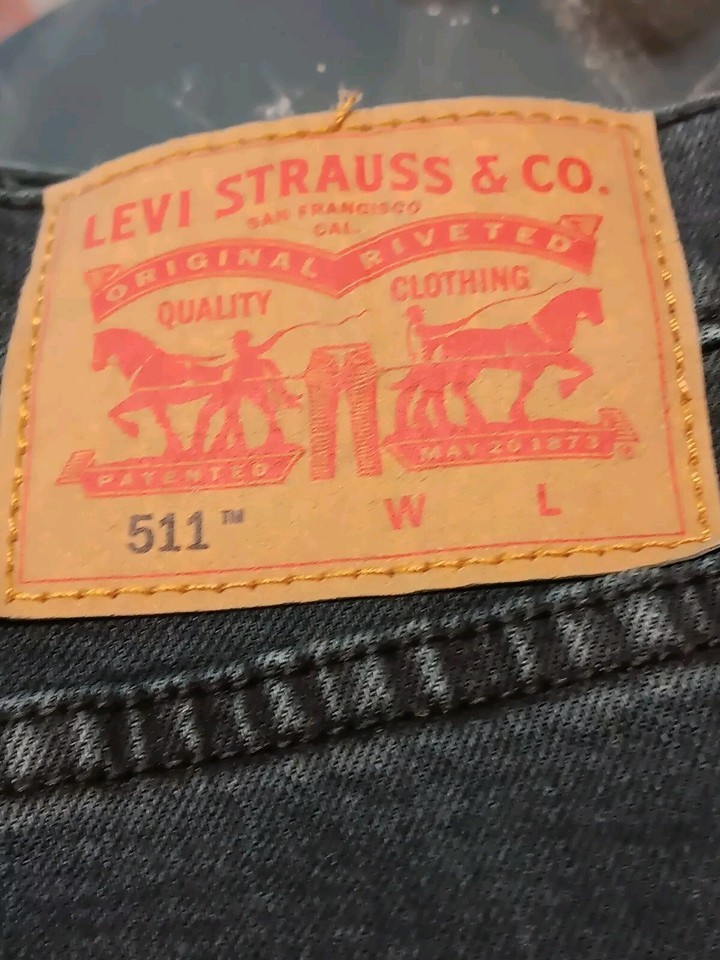 LEVI STRAUSS & CO.
SAN FRANCISCO
CAL.
ORIGINAL RIVETED
QUALITY CLOTHING
PATENTED MAY 20 1873
511™ W L